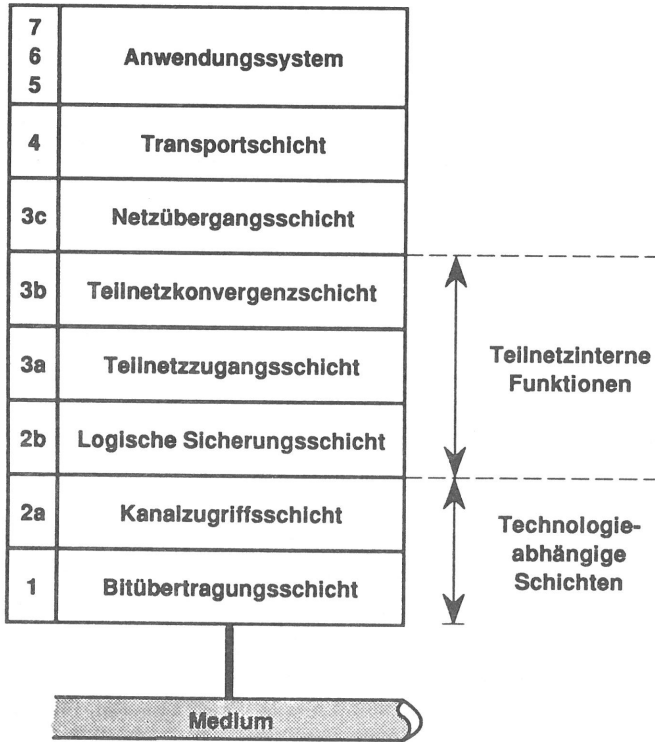 7
6
5
Anwendungssystem
4 Transportschicht
3c Netzübergangsschicht
3b Teilnetzkonvergenzschicht
3a Teilnetzzugangsschicht
2b Logische Sicherungsschicht
2a Kanalzugriffsschicht
1 Bitübertragungsschicht
Teilnetzinterne
Funktionen
Technologie-
abhängige
Schichten
Medium